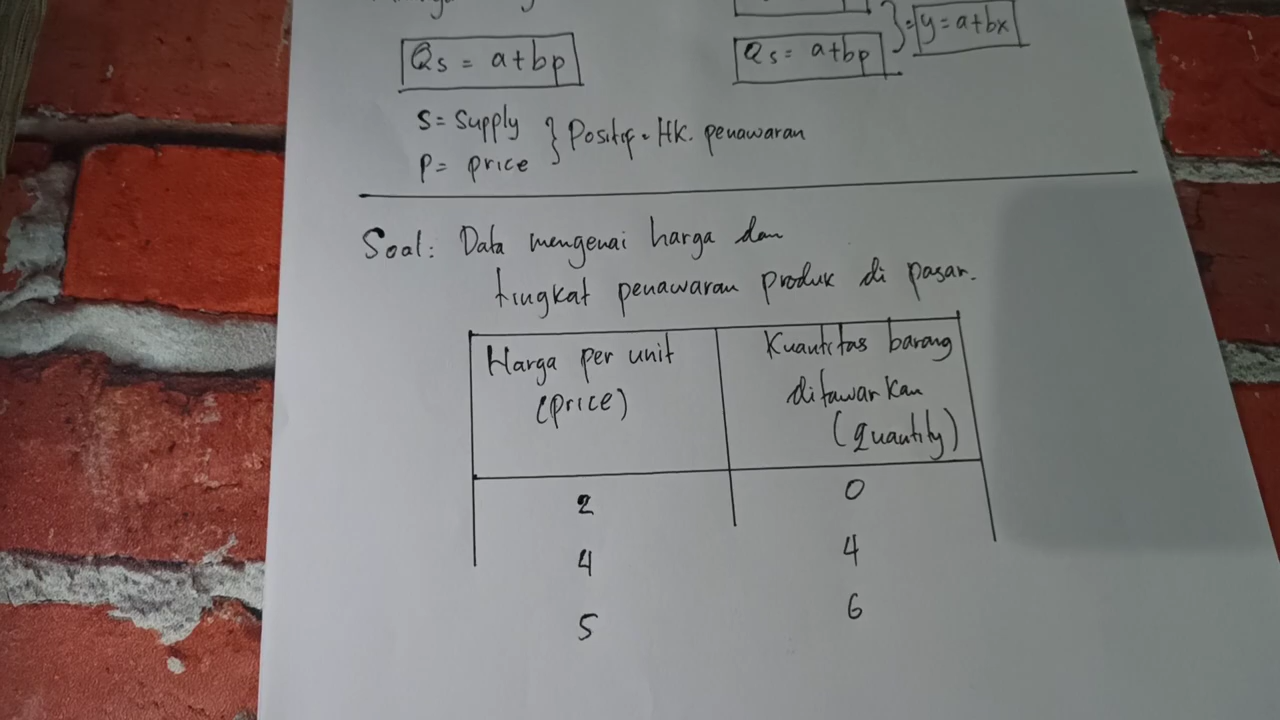 Qs = a+bp
Qs = a+bp } = y = a+bx
S = Supply
P = price } Positif = Hk. penawaran
Soal: Data mengenai harga dan
tingkat penawaran produk di pasar.
Harga per unit
(price)
Kuantitas barang
ditawarkan
(quantity)
2 0
4 4
5 6